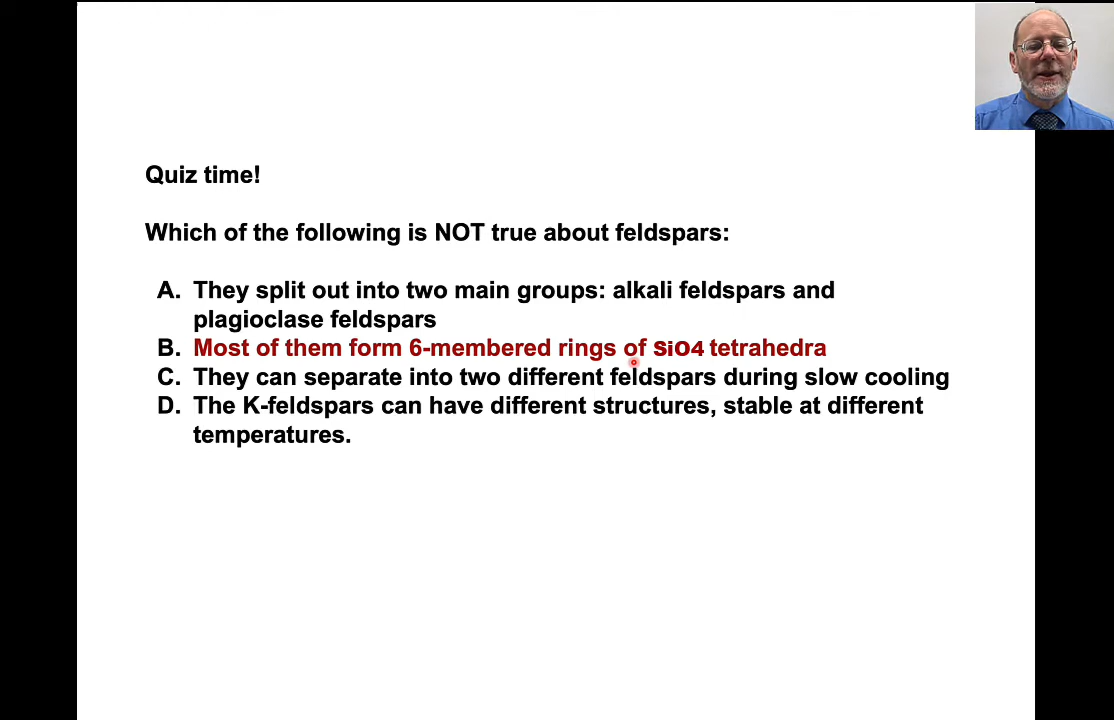 Quiz time!
Which of the following is NOT true about feldspars:
A. They split out into two main groups: alkali feldspars and
plagioclase feldspars
B. Most of them form 6-membered rings of SiO4 tetrahedra
C. They can separate into two different feldspars during slow cooling
D. The K-feldspars can have different structures, stable at different
temperatures.